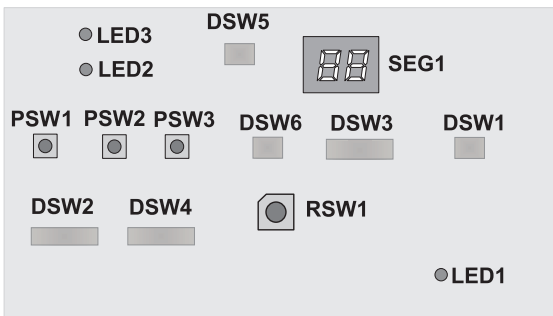 DSW5
LED3
LED2
SEG1
PSW1 PSW2 PSW3 DSW6 DSW3 DSW1
DSW2 DSW4 RSW1
LED1